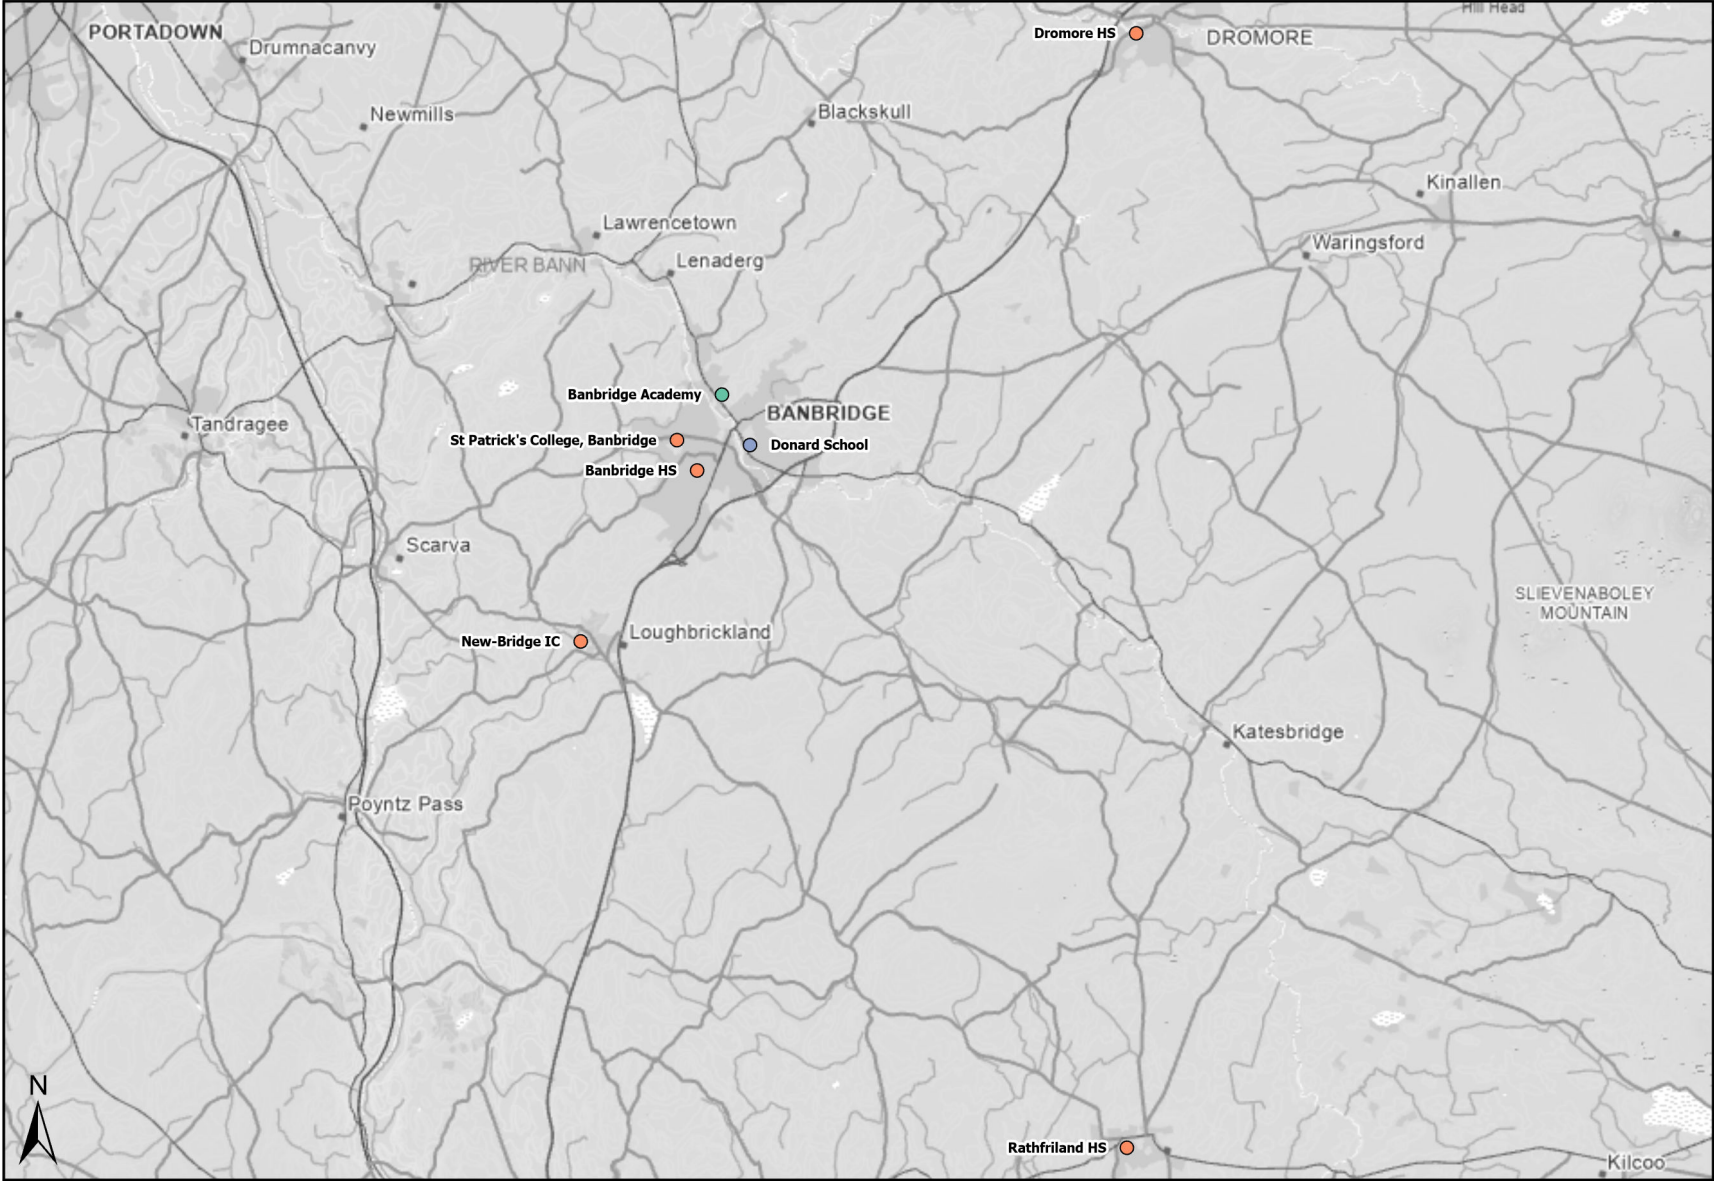 Hill Head
PORTADOWN
Dromore HS
DROMORE
Drumnacanvy
Newmills
Blackskull
Kinallen
Lawrencetown
Waringsford
RIVER BANN
Lenaderg
Banbridge Academy
BANBRIDGE
Tandragee
St Patrick's College, Banbridge
Donard School
Banbridge HS
Scarva
SLIEVENABOLEY
MOUNTAIN
New-Bridge IC
Loughbrickland
Katesbridge
Poyntz Pass
N
Rathfriland HS
Kilcoo